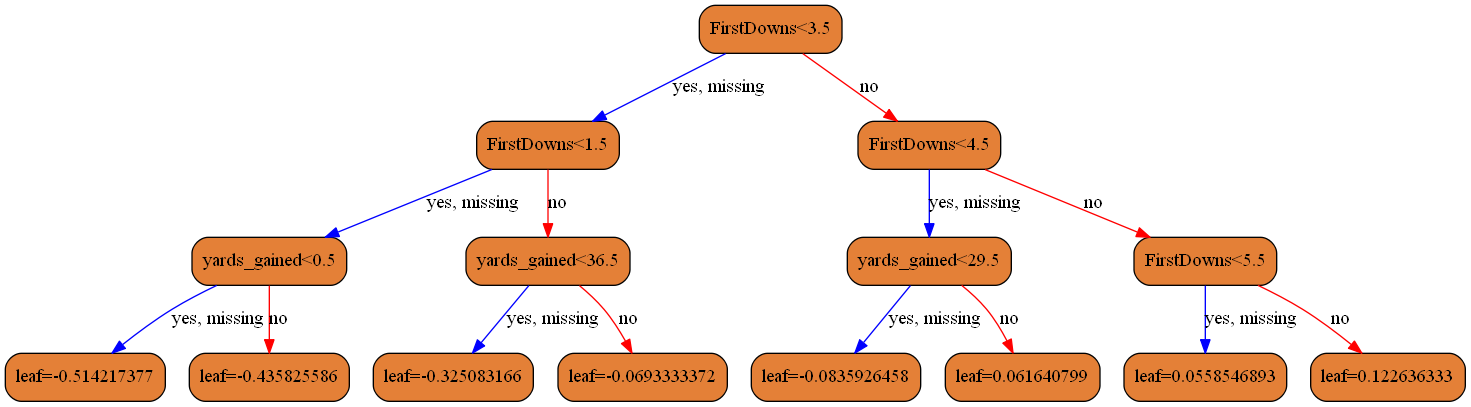 FirstDowns<3.5
yes, missing
no
FirstDowns<1.5
FirstDowns<4.5
yes, missing
no
yes, missing
no
yards_gained<0.5
yards_gained<36.5
yards_gained<29.5
FirstDowns<5.5
yes, missing
no
yes, missing
no
yes, missing
no
yes, missing
no
leaf=-0.514217377
leaf=-0.435825586
leaf=-0.325083166
leaf=-0.0693333372
leaf=-0.0835926458
leaf=0.061640799
leaf=0.0558546893
leaf=0.122636333